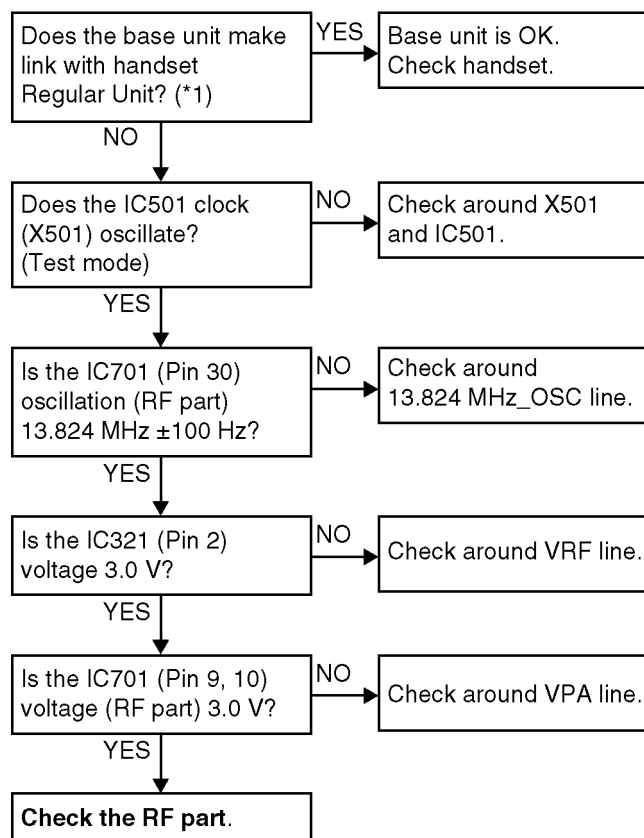 Does the base unit make
link with handset
Regular Unit? (*1)
YES
Base unit is OK.
Check handset.
NO
Does the IC501 clock
(X501) oscillate?
(Test mode)
NO
Check around X501
and IC501.
YES
Is the IC701 (Pin 30)
oscillation (RF part)
13.824 MHz ±100 Hz?
NO
Check around
13.824 MHz_OSC line.
YES
Is the IC321 (Pin 2)
voltage 3.0 V?
NO
Check around VRF line.
YES
Is the IC701 (Pin 9, 10)
voltage (RF part) 3.0 V?
NO
Check around VPA line.
YES
Check the RF part.